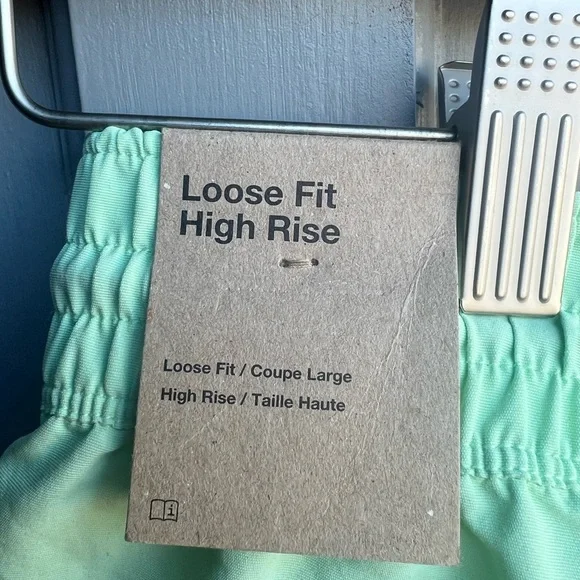 Loose Fit
High Rise
Loose Fit / Coupe Large
High Rise / Taille Haute
i